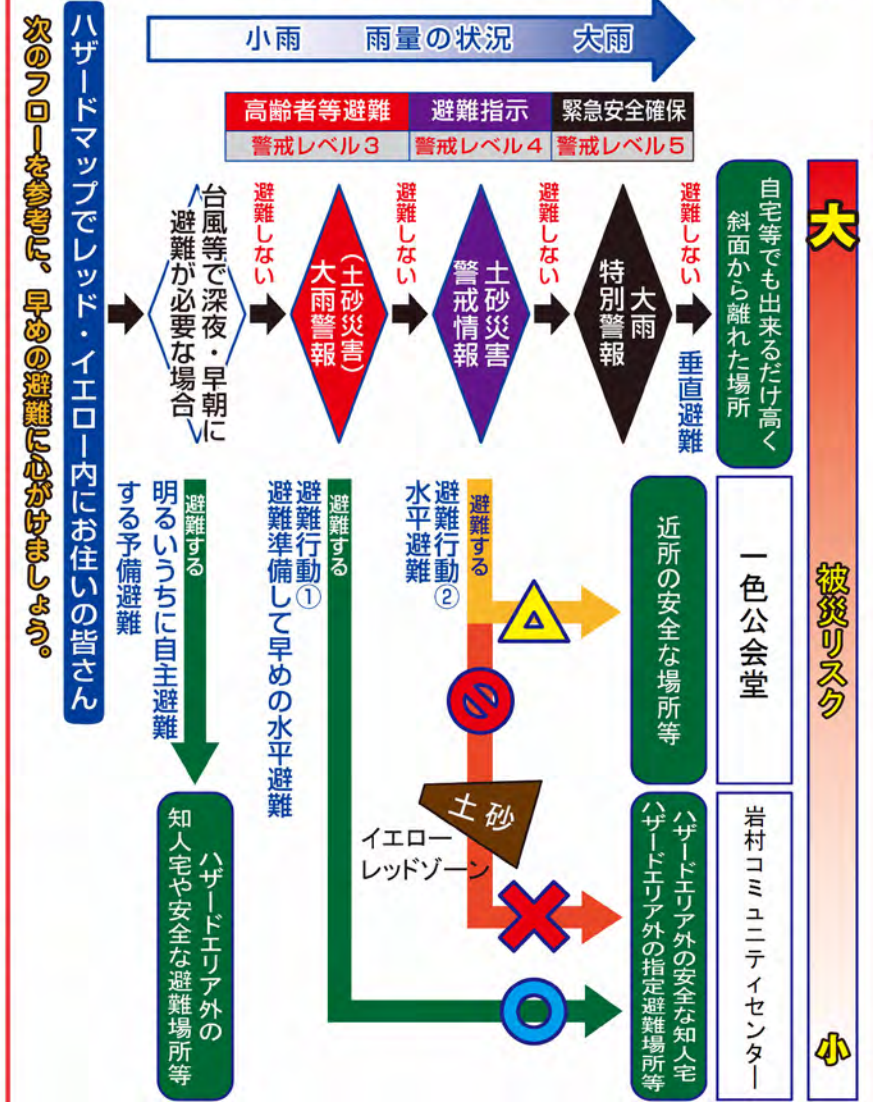 小雨 雨量の状況 大雨
高齢者等避難 避難指示 緊急安全確保
警戒レベル3 警戒レベル4 警戒レベル5
ハザードマップでレッド・イエロー内にお住いの皆さん
次のフローを参考に、早めの避難に心がけましょう。
台風等で深夜・早朝に
避難が必要な場合
避難しない
(土砂災害)
大雨警報
避難しない
土砂災害
警戒情報
避難しない
大雨
特別警報
避難しない
垂直避難
自宅等でも出来るだけ高く
斜面から離れた場所
大
被災リスク
小
避難する
明るいうちに自主避難
する予備避難
避難する
避難行動①
避難準備して早めの水平避難
避難する
避難行動②
水平避難
近所の安全な場所等
一色公会堂
土砂
イエロー
レッドゾーン
ハザードエリア外の
知人宅や安全な避難場所等
ハザードエリア外の安全な知人宅
ハザードエリア外の指定避難場所等
岩村コミュニティセンター